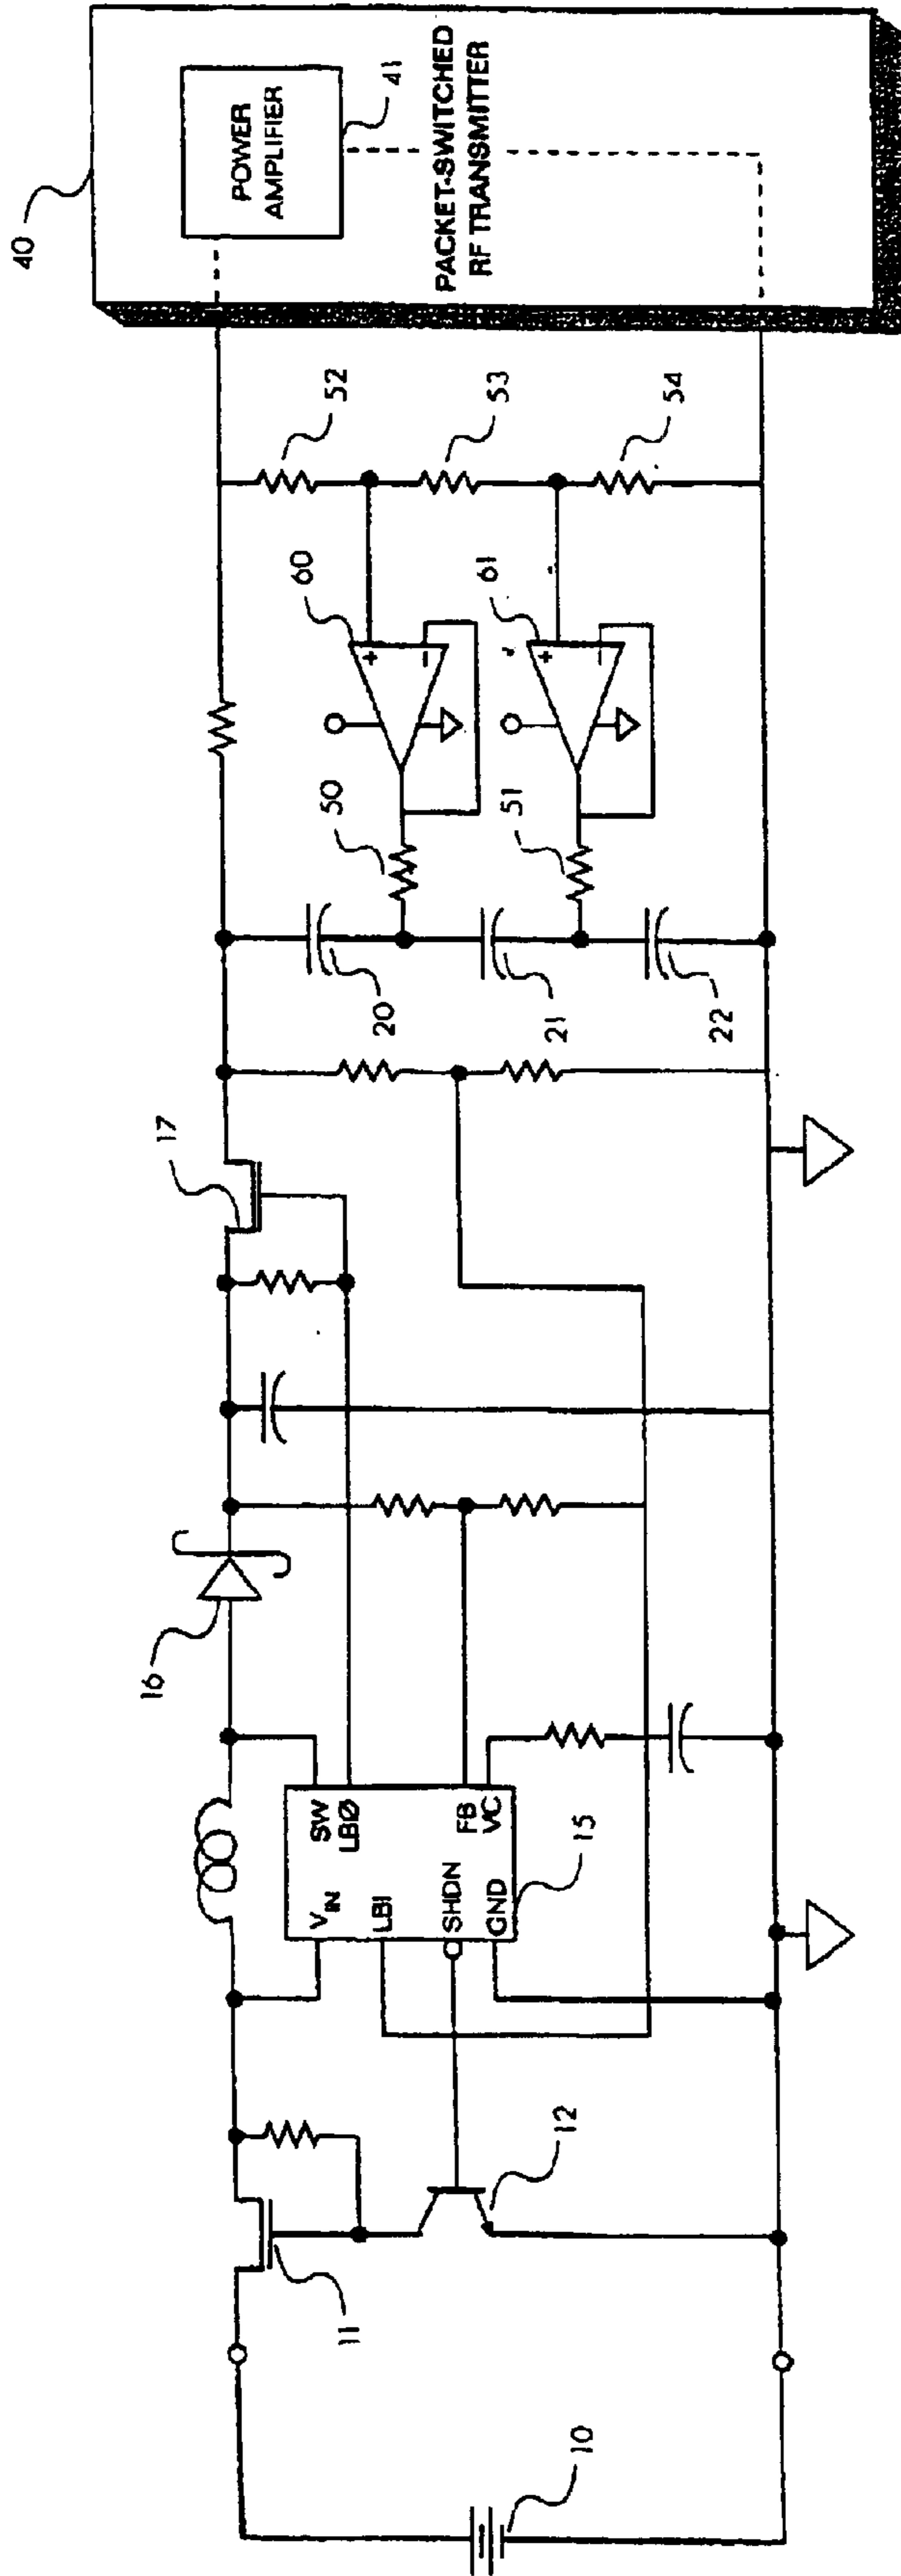 10
11
12
V_IN
LBI
SHDN
GND
SW
LBØ
FB
VC
15
16
17
20
21
22
50
51
60
+
−
61
+
−
52
53
54
40
POWER
AMPLIFIER
41
PACKET-SWITCHED
RF TRANSMITTER